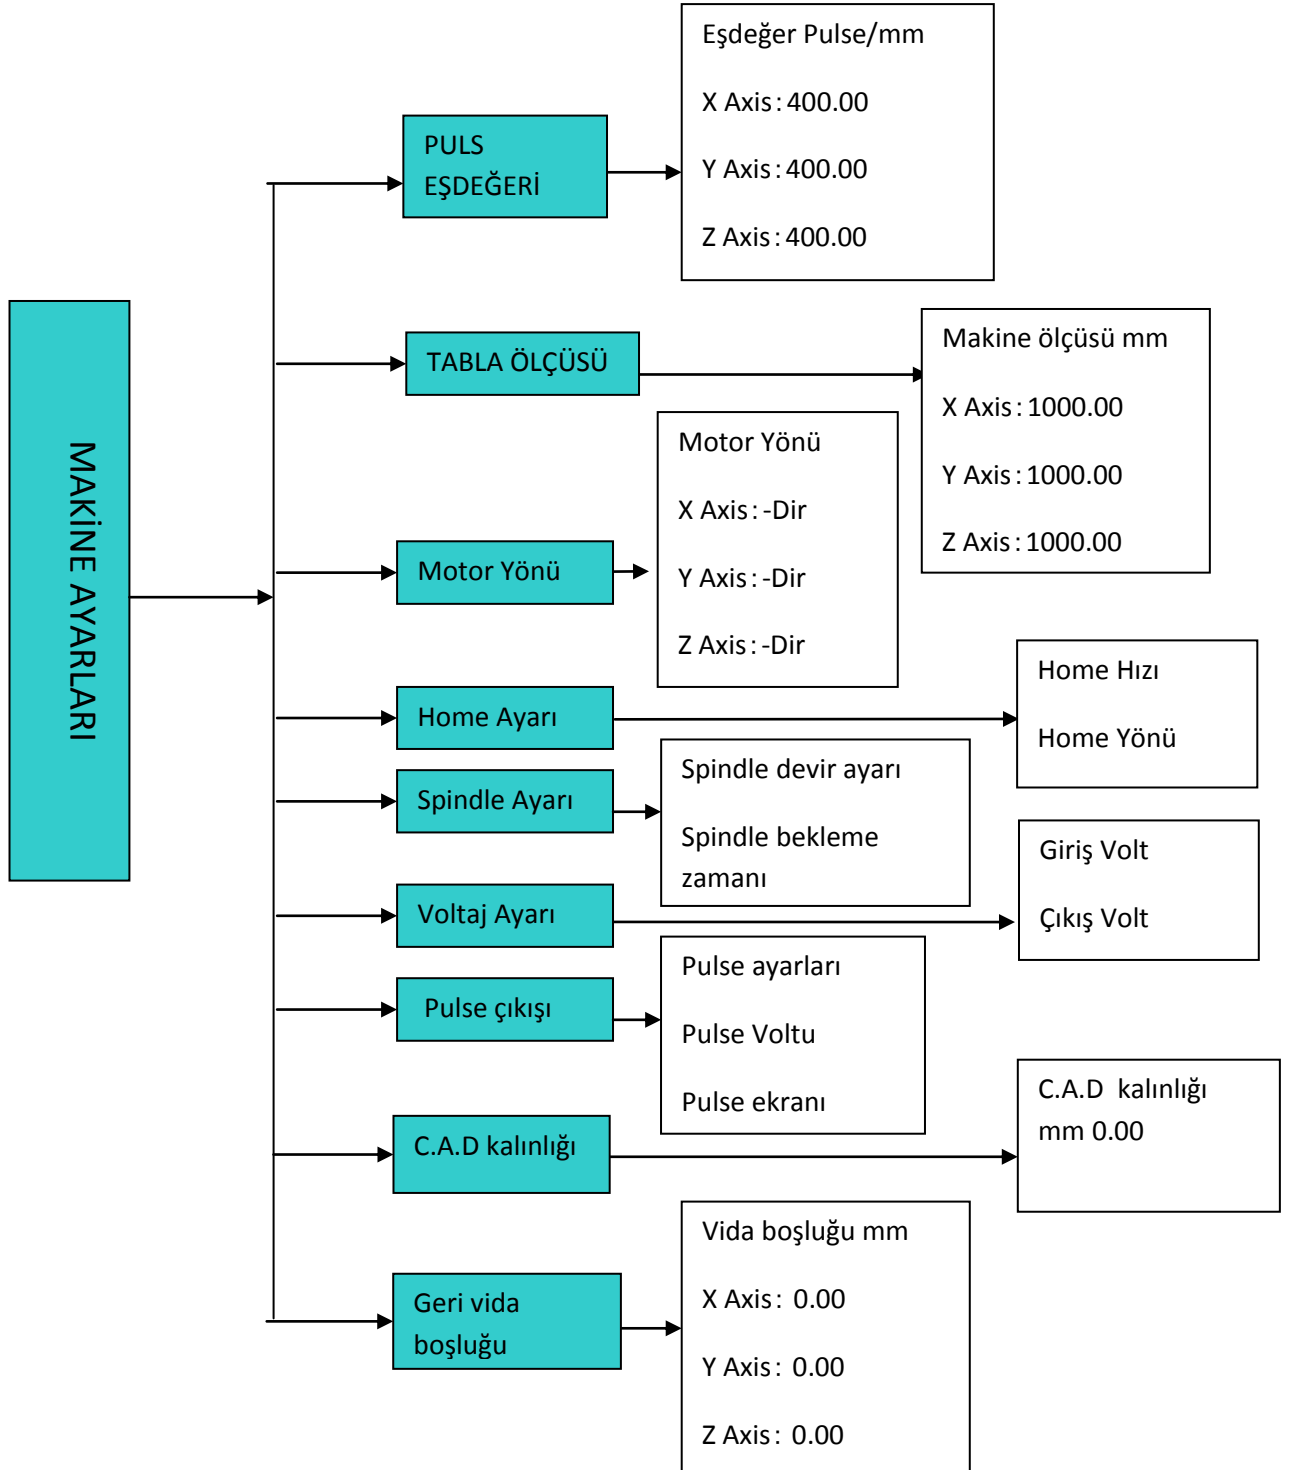 MAKİNE AYARLARI
PULS
EŞDEĞERİ
Eşdeğer Pulse/mm
X Axis: 400.00
Y Axis: 400.00
Z Axis: 400.00
TABLA ÖLÇÜSÜ
Makine ölçüsü mm
X Axis: 1000.00
Y Axis: 1000.00
Z Axis: 1000.00
Motor Yönü
Motor Yönü
X Axis: -Dir
Y Axis: -Dir
Z Axis: -Dir
Home Ayarı
Home Hızı
Home Yönü
Spindle Ayarı
Spindle devir ayarı
Spindle bekleme
zamanı
Voltaj Ayarı
Giriş Volt
Çıkış Volt
Pulse çıkışı
Pulse ayarları
Pulse Voltu
Pulse ekranı
C.A.D kalınlığı
C.A.D kalınlığı
mm 0.00
Geri vida
boşluğu
Vida boşluğu mm
X Axis: 0.00
Y Axis: 0.00
Z Axis: 0.00